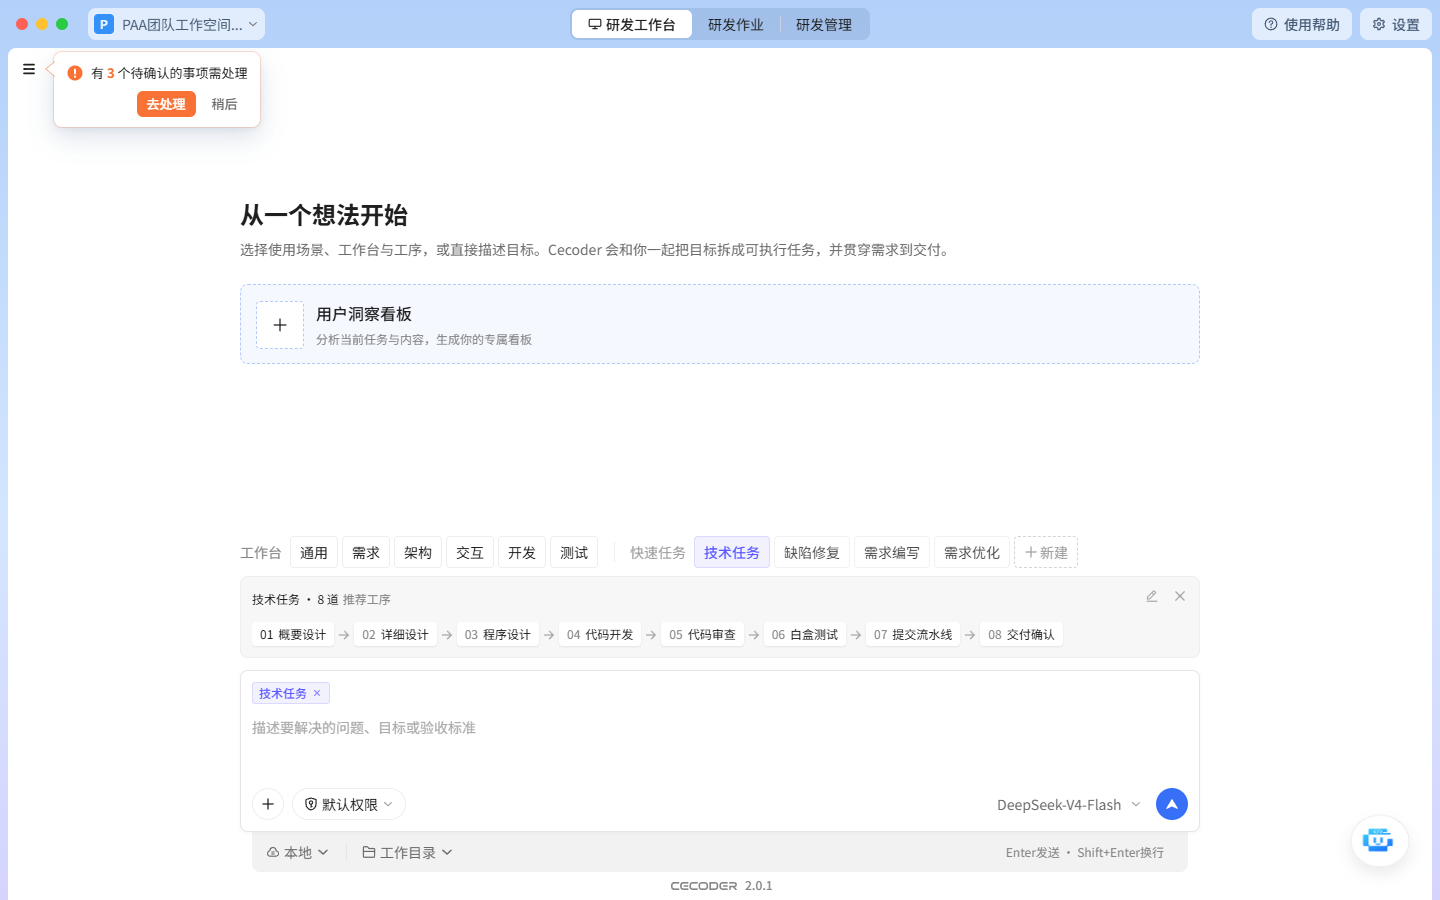 P PAA团队工作空间...
研发工作台 研发作业 研发管理
使用帮助 设置
有 3 个待确认的事项需处理
去处理 稍后
从一个想法开始
选择使用场景、工作台与工序，或直接描述目标。Cecoder 会和你一起把目标拆成可执行任务，并贯穿需求到交付。
用户洞察看板
分析当前任务与内容，生成你的专属看板
工作台 通用 需求 架构 交互 开发 测试 快速任务 技术任务 缺陷修复 需求编写 需求优化 新建
技术任务 · 8 道 推荐工序
01 概要设计 → 02 详细设计 → 03 程序设计 → 04 代码开发 → 05 代码审查 → 06 白盒测试 → 07 提交流水线 → 08 交付确认
技术任务 ×
描述要解决的问题、目标或验收标准
默认权限 DeepSeek-V4-Flash
本地 工作目录 Enter发送 · Shift+Enter换行
CECODER 2.0.1